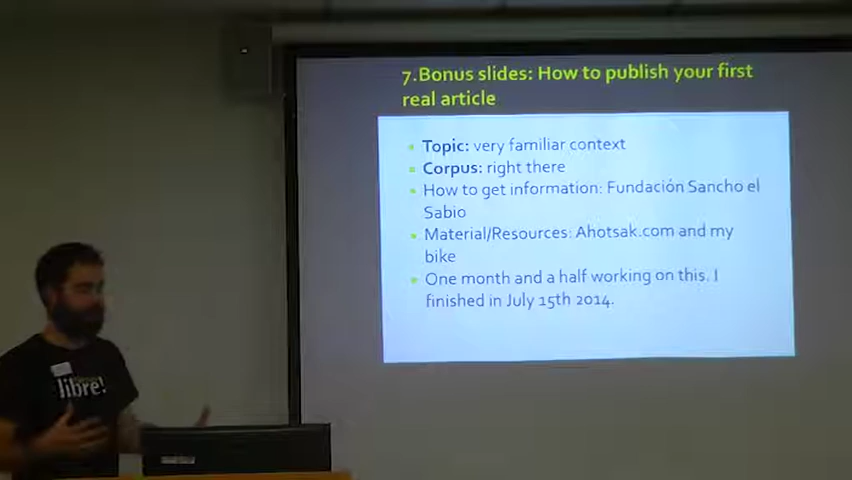 7.Bonus slides: How to publish your first
real article
Topic: very familiar context
Corpus: right there
How to get information: Fundación Sancho el
Sabio
Material/Resources: Ahotsak.com and my
bike
One month and a half working on this. I
finished in July 15th 2014.
libre!